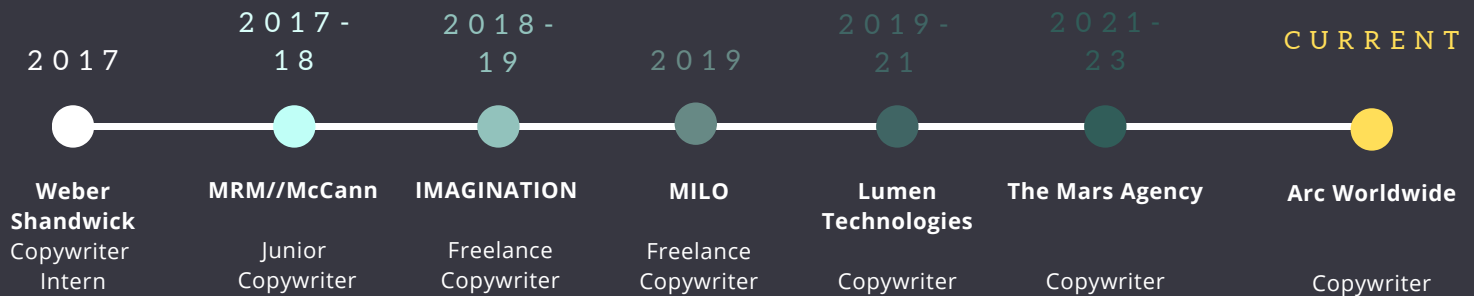 2017
2017-
18
2018-
19
2019
2019-
21
2021-
23
CURRENT
Weber
Shandwick
Copywriter
Intern
MRM//McCann
Junior
Copywriter
IMAGINATION
Freelance
Copywriter
MILO
Freelance
Copywriter
Lumen
Technologies
Copywriter
The Mars Agency
Copywriter
Arc Worldwide
Copywriter